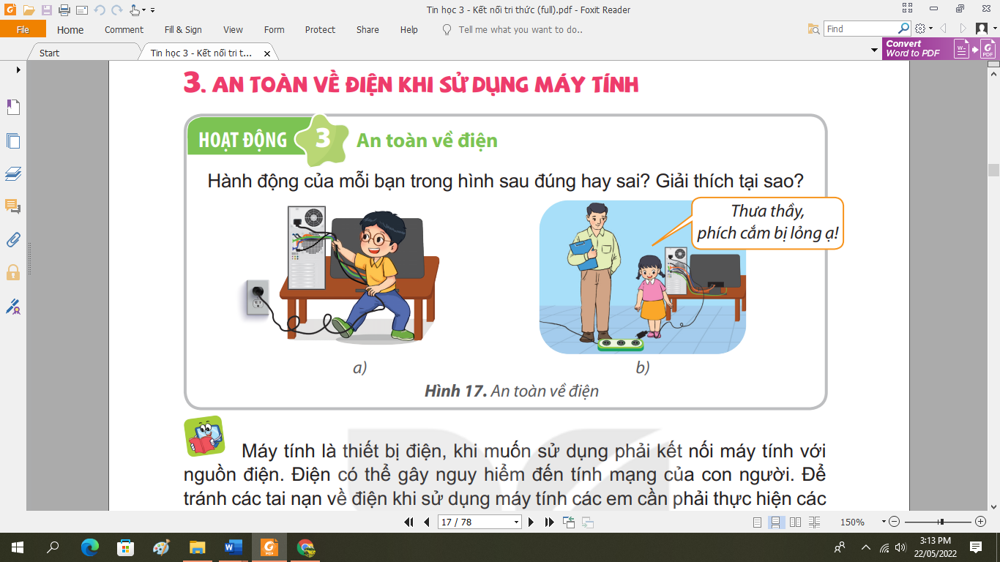 Tin học 3 - Kết nối tri thức (full).pdf - Foxit Reader
File Home Comment Fill & Sign View Form Protect Share Help Tell me what you want to do.. Find
Start Tin học 3 - Kết nối tri t... Convert
Word to PDF
3. AN TOÀN VỀ ĐIỆN KHI SỬ DỤNG MÁY TÍNH
HOẠT ĐỘNG 3 An toàn về điện
Hành động của mỗi bạn trong hình sau đúng hay sai? Giải thích tại sao?
Thưa thầy,
phích cắm bị lỏng ạ!
a) b)
Hình 17. An toàn về điện
Máy tính là thiết bị điện, khi muốn sử dụng phải kết nối máy tính với
nguồn điện. Điện có thể gây nguy hiểm đến tính mạng của con người. Để
tránh các tai nạn về điện khi sử dụng máy tính các em cần phải thực hiện các
17 / 78 150%
3:13 PM
22/05/2022